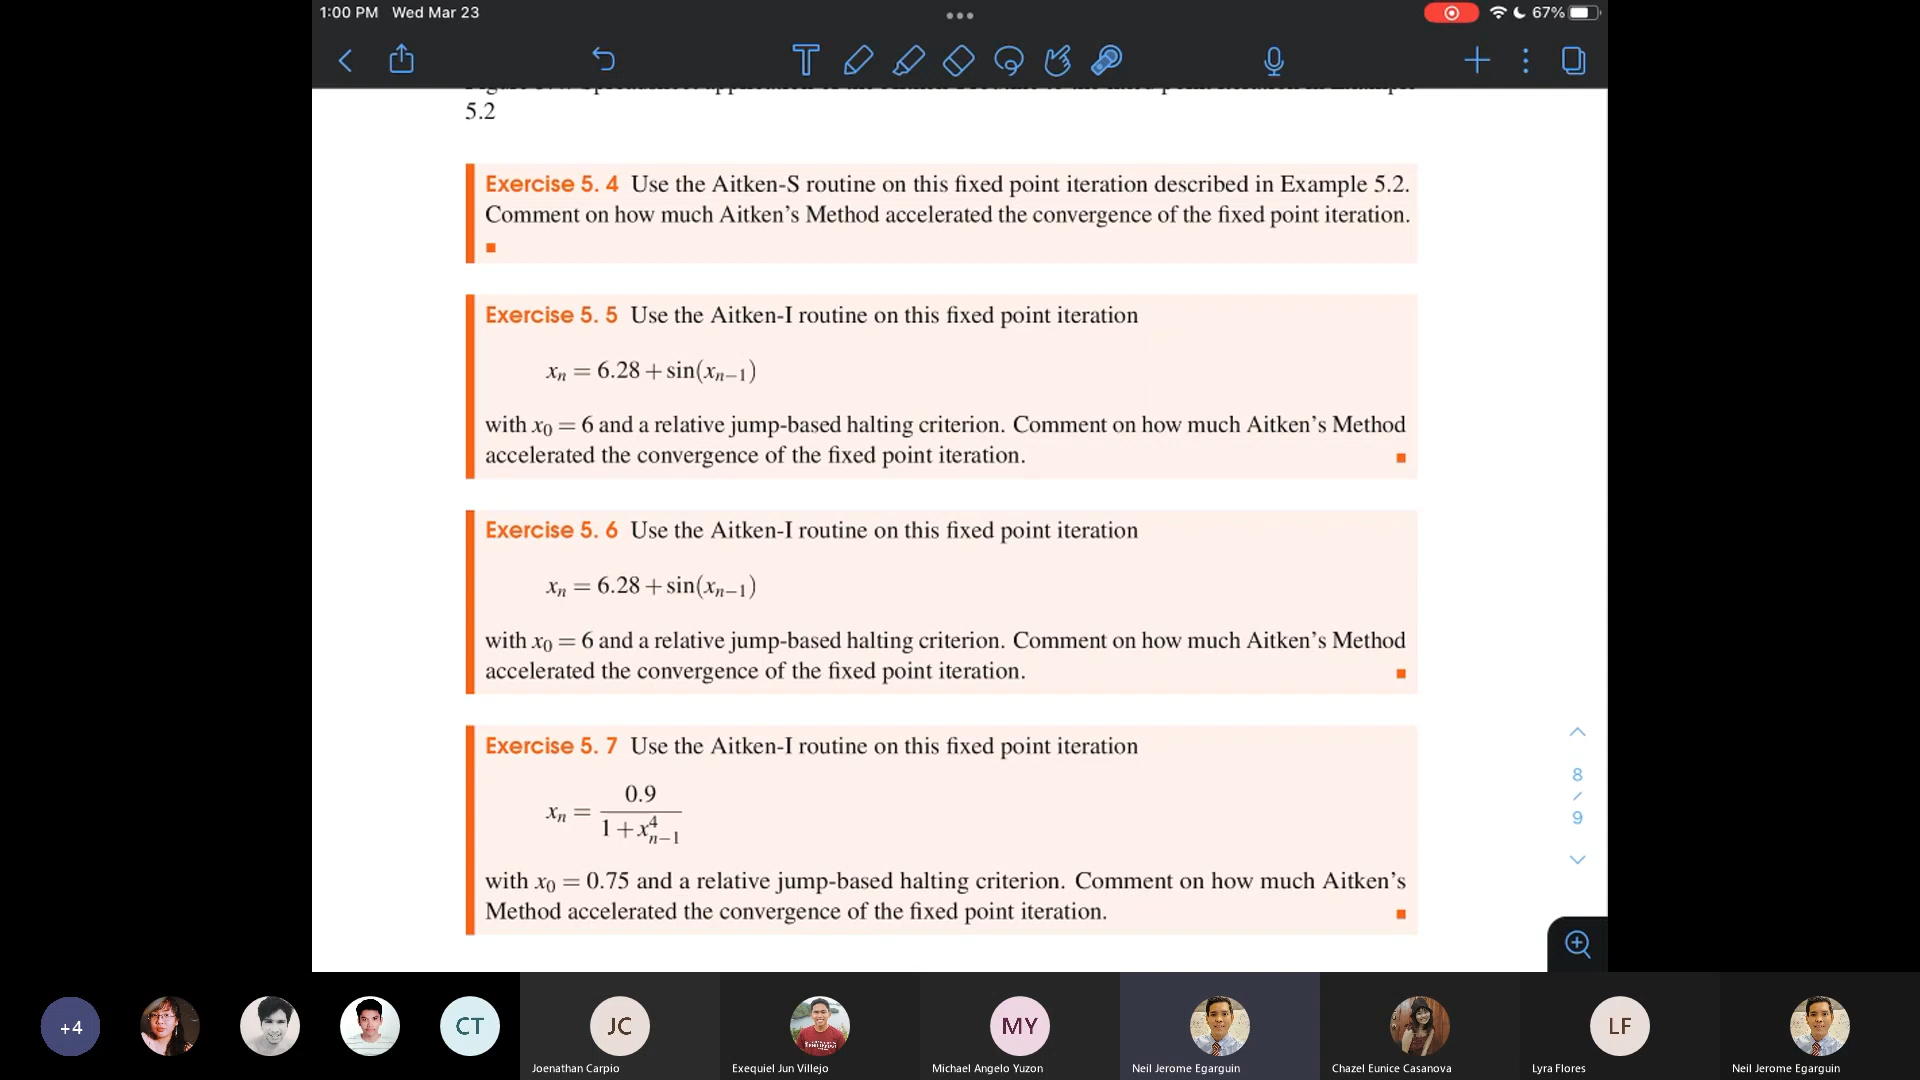 1:00 PM Wed Mar 23
67%
5.2
Exercise 5. 4 Use the Aitken-S routine on this fixed point iteration described in Example 5.2.
Comment on how much Aitken's Method accelerated the convergence of the fixed point iteration.
Exercise 5. 5 Use the Aitken-I routine on this fixed point iteration
xₙ = 6.28 + sin(xₙ₋₁)
with x₀ = 6 and a relative jump-based halting criterion. Comment on how much Aitken's Method
accelerated the convergence of the fixed point iteration.
Exercise 5. 6 Use the Aitken-I routine on this fixed point iteration
xₙ = 6.28 + sin(xₙ₋₁)
with x₀ = 6 and a relative jump-based halting criterion. Comment on how much Aitken's Method
accelerated the convergence of the fixed point iteration.
Exercise 5. 7 Use the Aitken-I routine on this fixed point iteration
xₙ = 0.9 / (1 + x⁴ₙ₋₁)
with x₀ = 0.75 and a relative jump-based halting criterion. Comment on how much Aitken's
Method accelerated the convergence of the fixed point iteration.
8
/
9
+4
CT
JC
MY
LF
Joenathan Carpio
Exequiel Jun Villejo
Michael Angelo Yuzon
Neil Jerome Egarguin
Chazel Eunice Casanova
Lyra Flores
Neil Jerome Egarguin